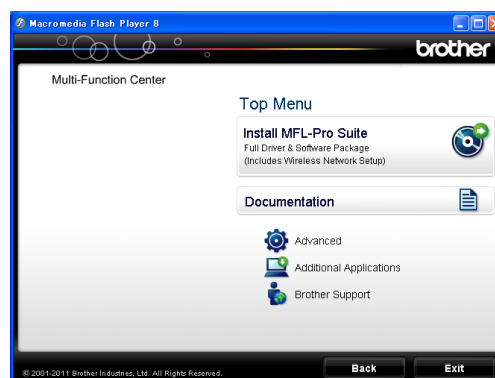 Macromedia Flash Player 8
brother
Multi-Function Center
Top Menu
Install MFL-Pro Suite
Full Driver & Software Package
(Includes Wireless Network Setup)
Documentation
Advanced
Additional Applications
Brother Support
© 2001-2011 Brother Industries, Ltd. All Rights Reserved.
Back
Exit